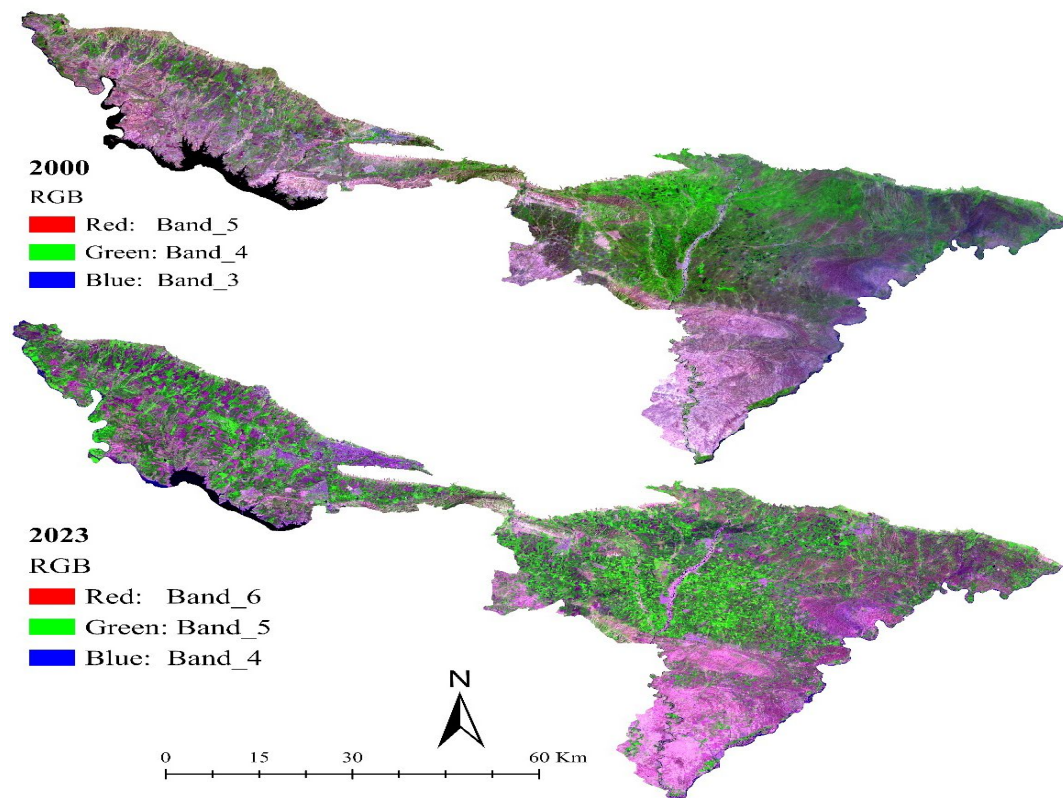 2000
RGB
Red: Band_5
Green: Band_4
Blue: Band_3
2023
RGB
Red: Band_6
Green: Band_5
Blue: Band_4
N
0 15 30 60 Km